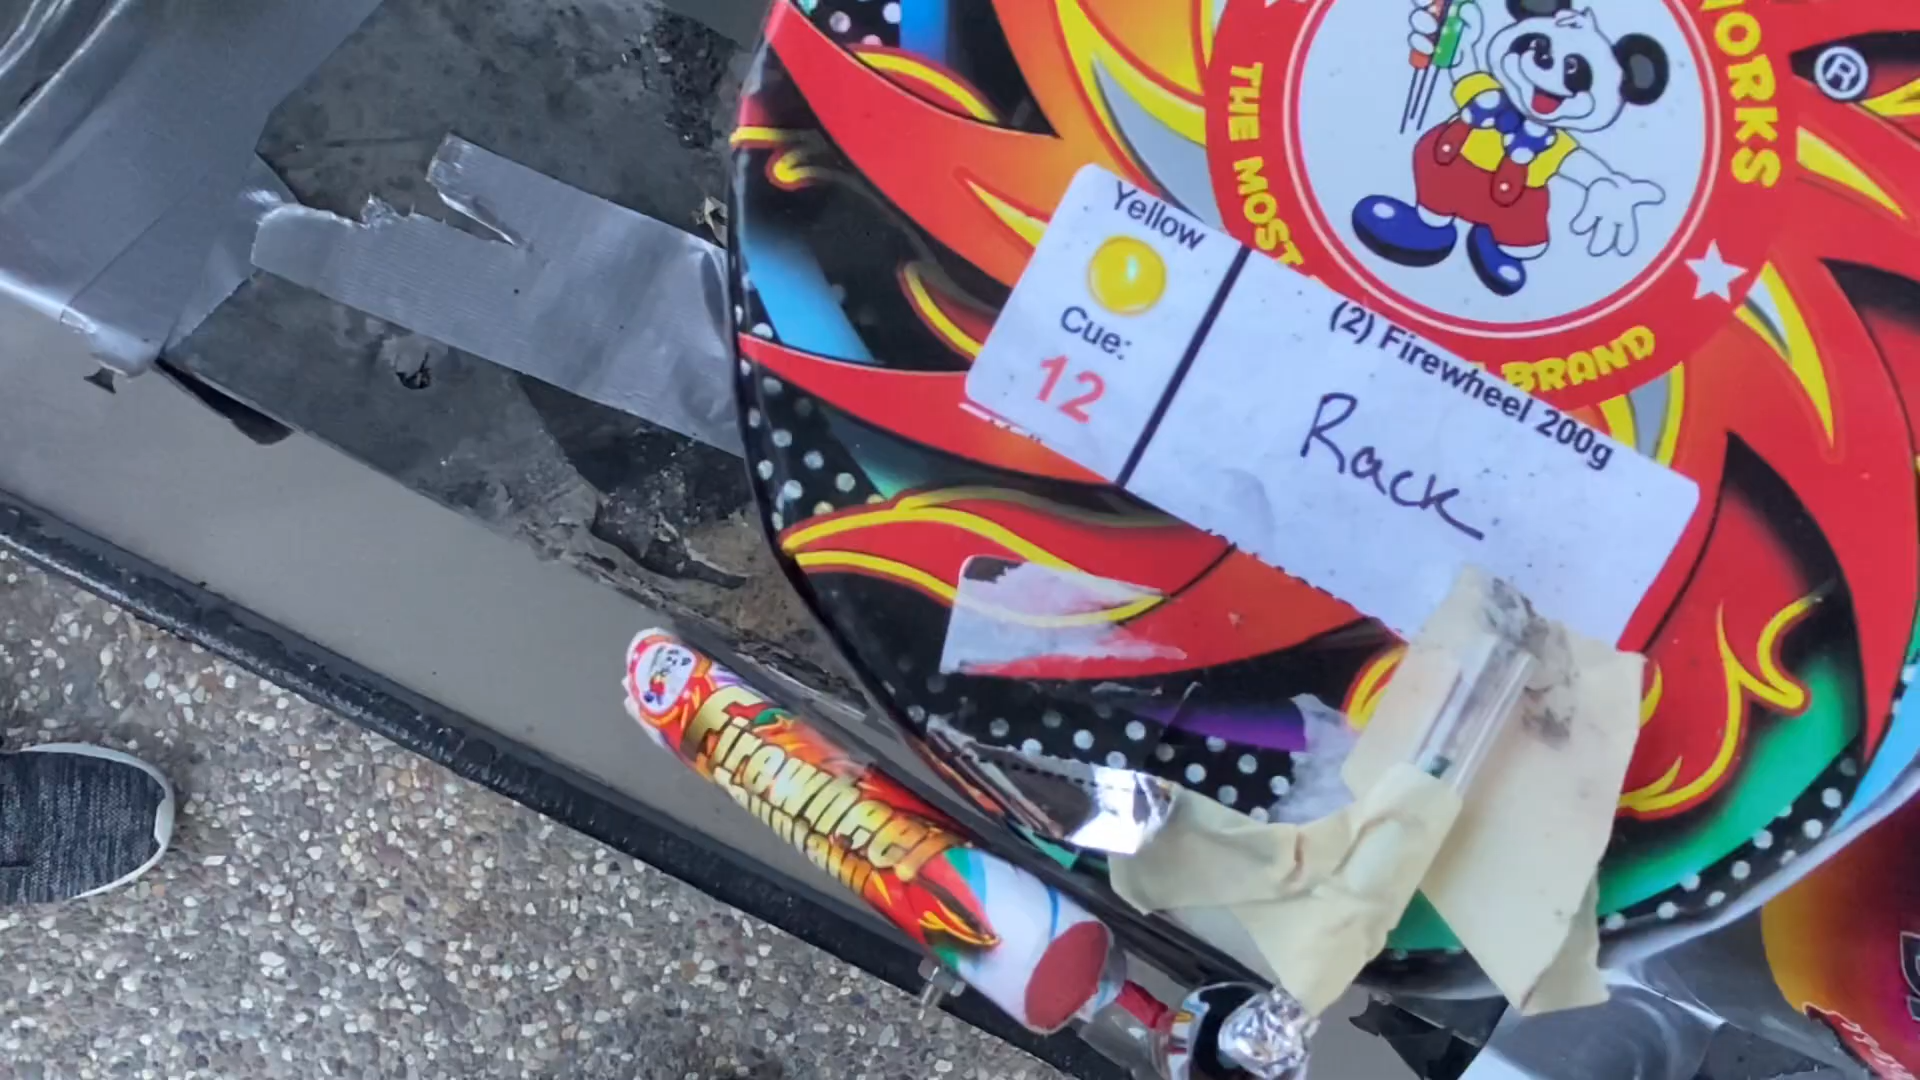 WORKS
®
THE MOST
BRAND
Yellow
Cue:
12
(2) Firewheel 200g
Rack
Firewheel
Fountain